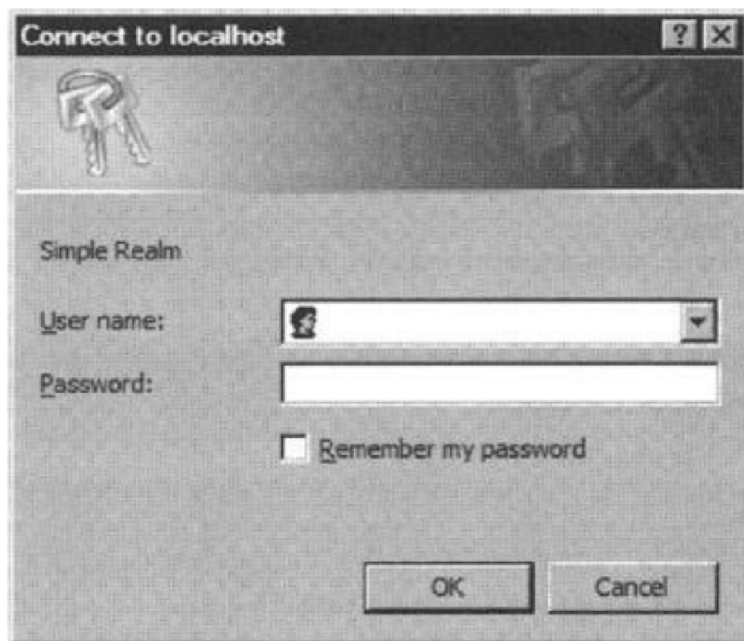 Connect to localhost
Simple Realm
User name:
Password:
Remember my password
OK
Cancel